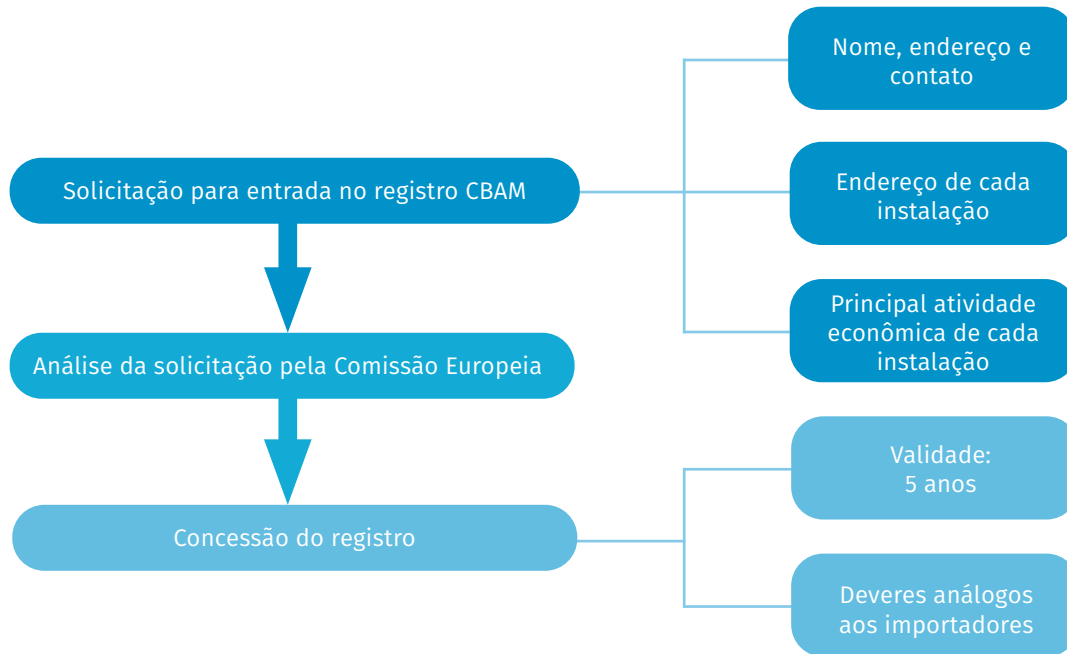 Nome, endereço e
contato
Solicitação para entrada no registro CBAM
Endereço de cada
instalação
Principal atividade
econômica de cada
instalação
Análise da solicitação pela Comissão Europeia
Validade:
5 anos
Concessão do registro
Deveres análogos
aos importadores